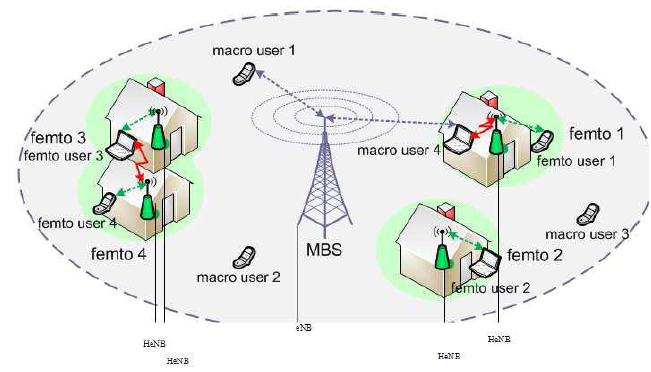 macro user 1
femto 3
femto user 3
macro user 4
femto 1
femto user 1
femto user 4
femto 4
MBS
macro user 3
macro user 2
femto 2
femto user 2
eNB
HeNB
HeNB
HeNB
HeNB